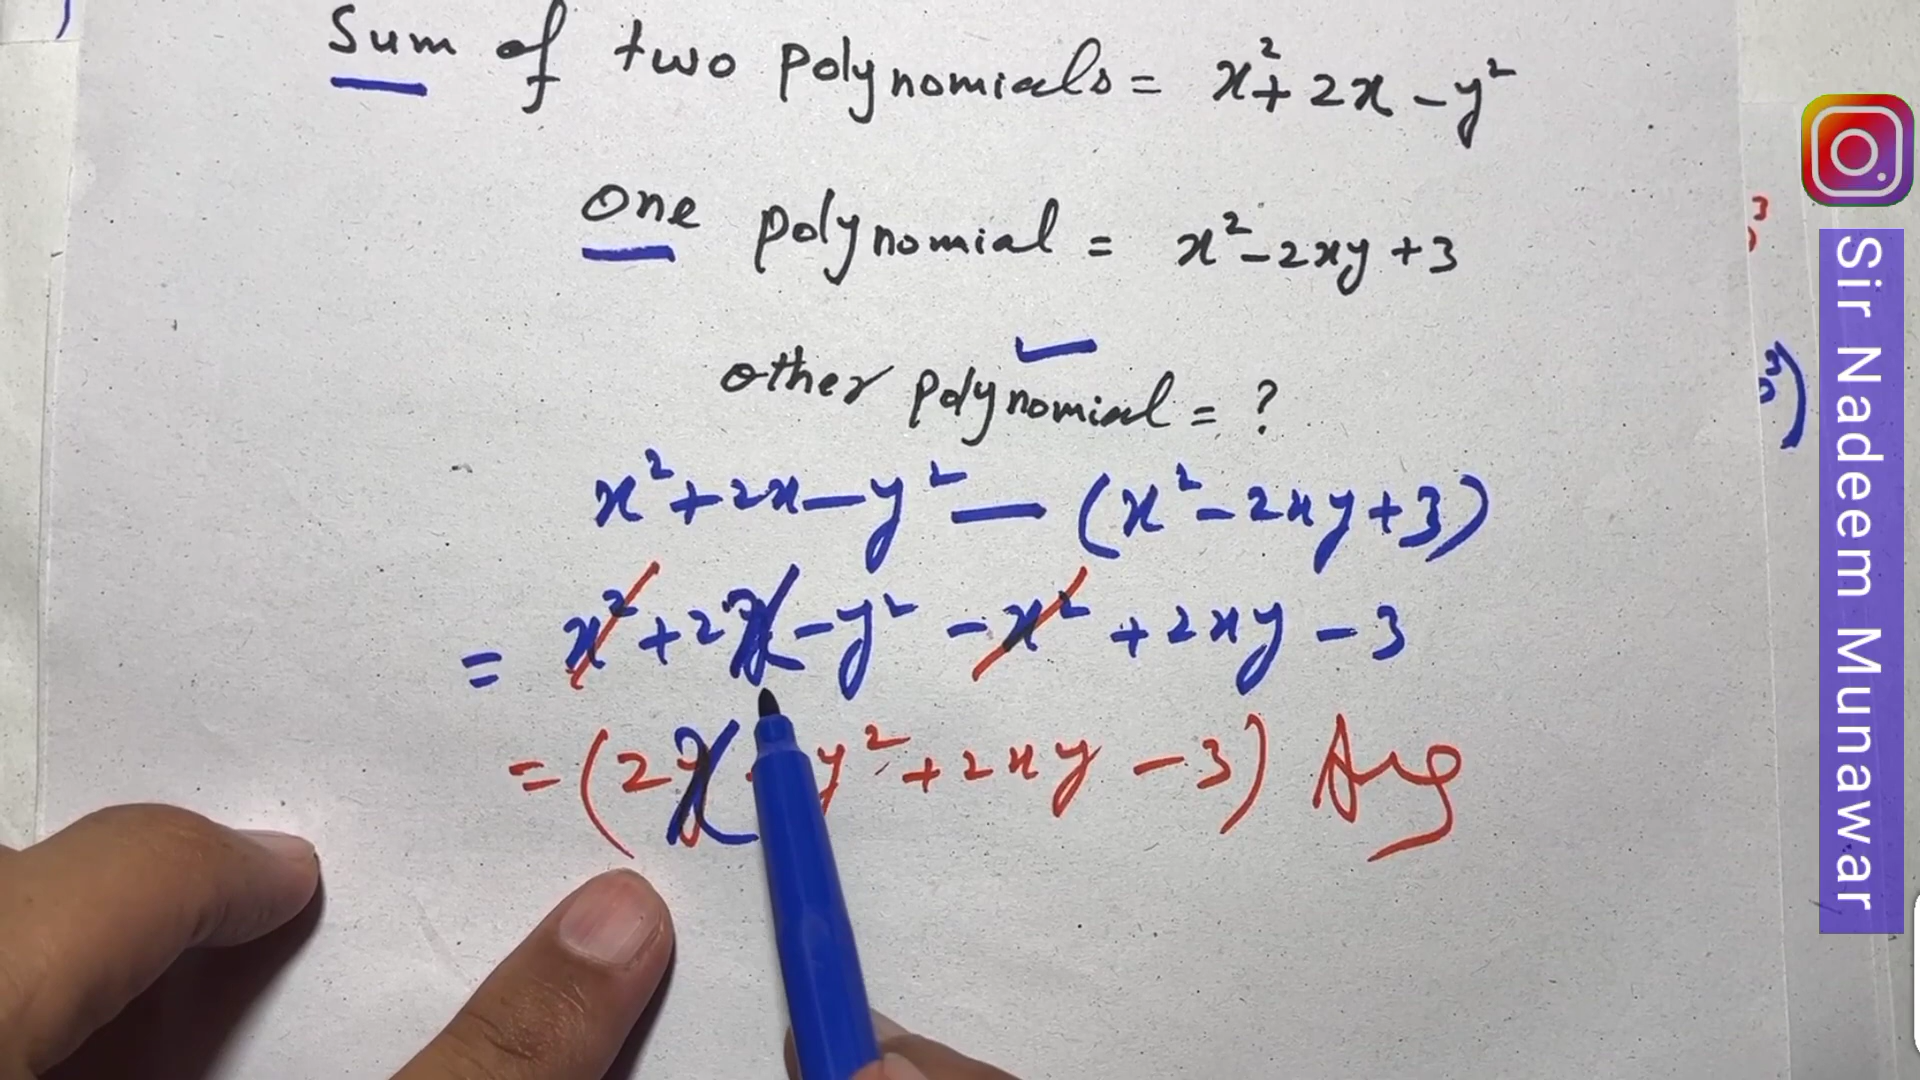 Sum of two polynomials = x²+2x-y²
One polynomial = x²-2xy+3
other polynomial = ?
x²+2x-y² - (x²-2xy+3)
= x²+2x-y² - x² +2xy-3
= (2x-y²+2xy-3) Ans
Sir Nadeem Munawar